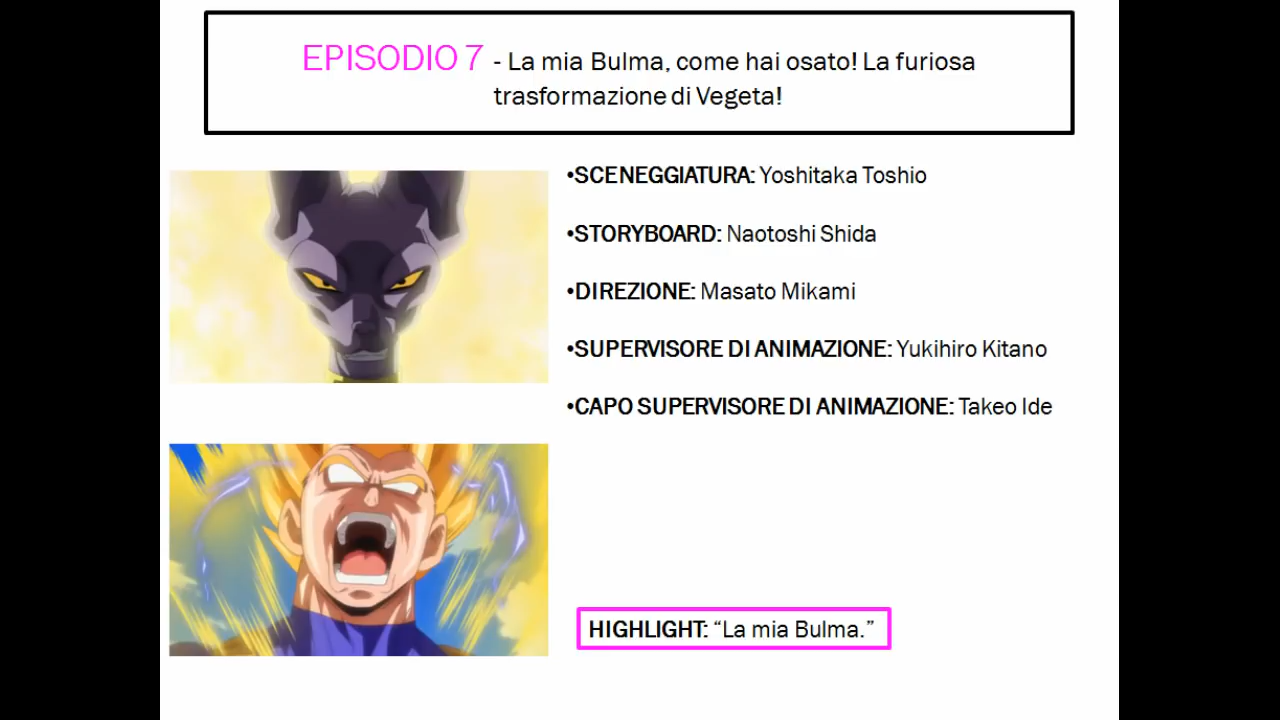 EPISODIO 7 - La mia Bulma, come hai osato! La furiosa
trasformazione di Vegeta!
•SCENEGGIATURA: Yoshitaka Toshio
•STORYBOARD: Naotoshi Shida
•DIREZIONE: Masato Mikami
•SUPERVISORE DI ANIMAZIONE: Yukihiro Kitano
•CAPO SUPERVISORE DI ANIMAZIONE: Takeo Ide
HIGHLIGHT: “La mia Bulma.”